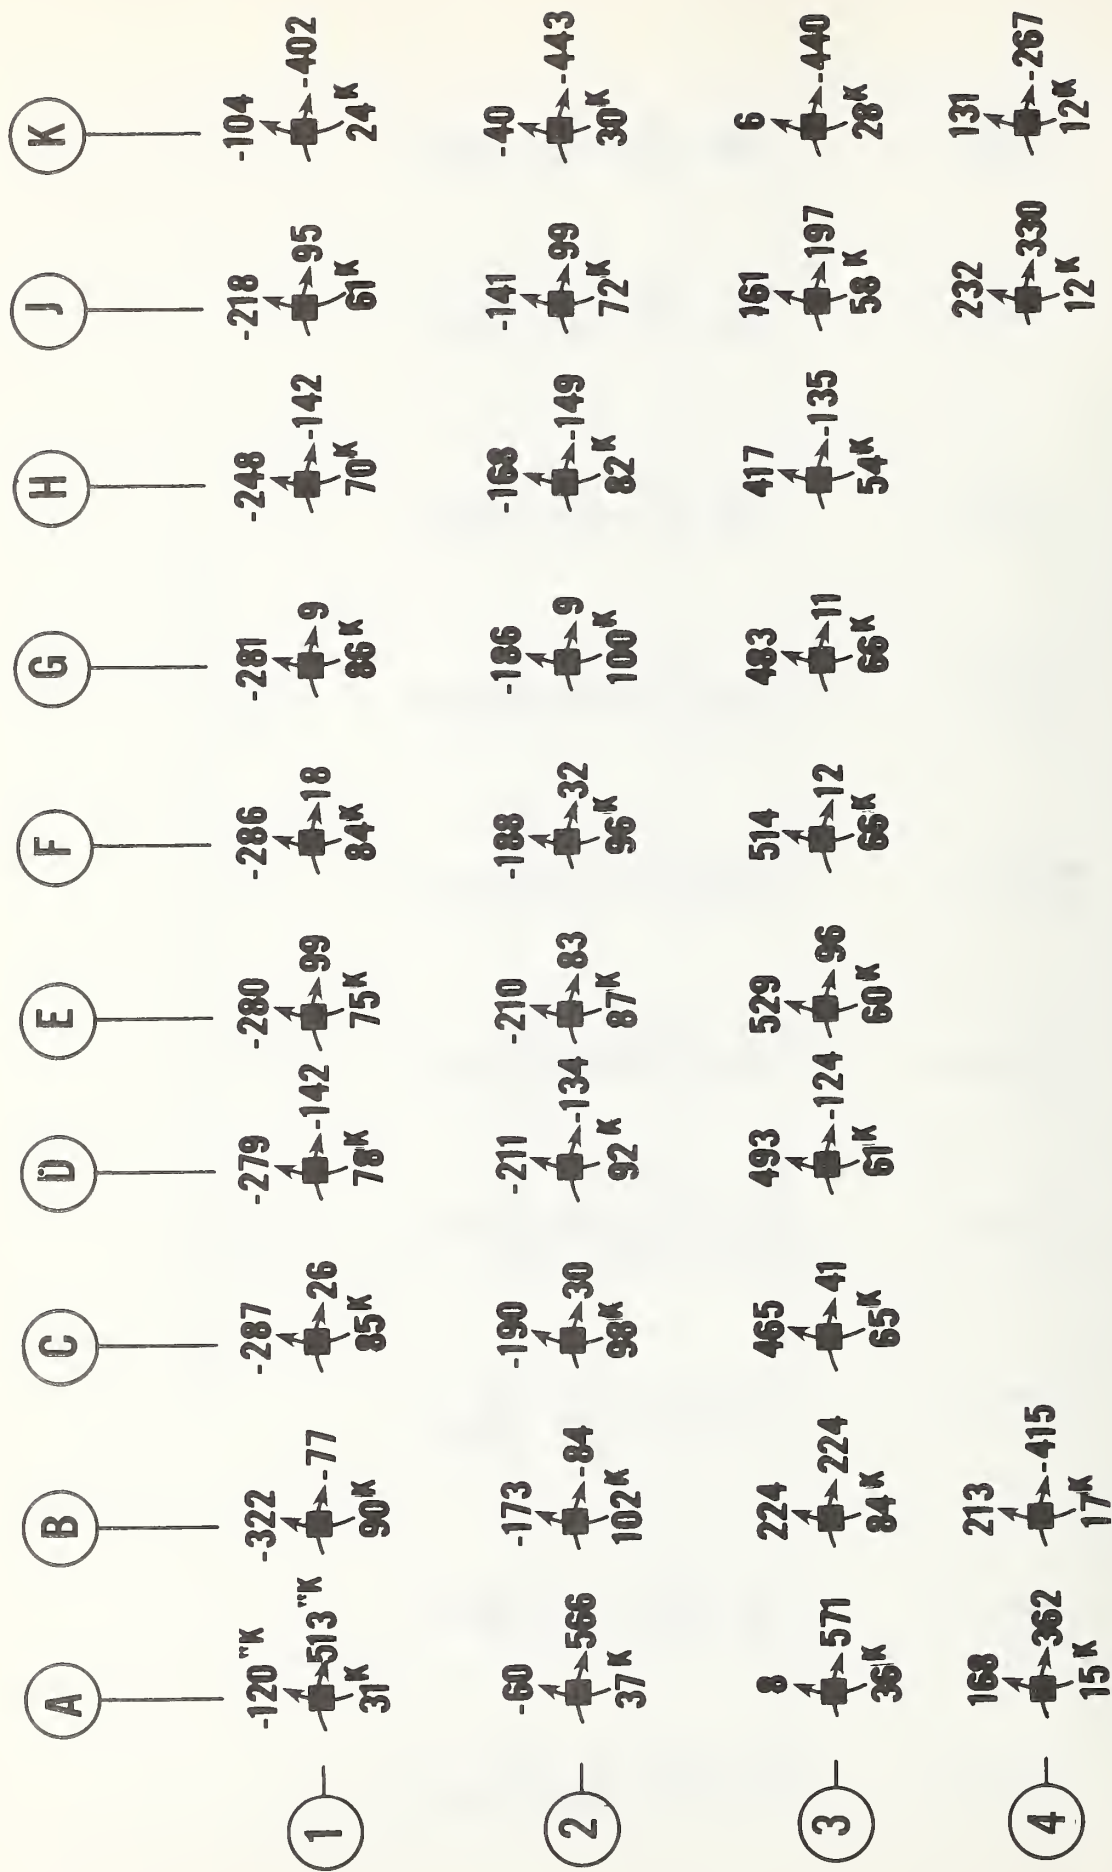 A B C D E F G H J K
-120"K -322 -287 -279 -280 -286 -281 -248 -218 -104
1 513"K -77 26 -142 99 18 9 -142 95 -402
31K 90K 85K 78K 75K 84K 86K 70K 61K 24K
-60 -173 -190 -211 -210 -188 -186 -168 -141 -40
2 566 -84 30 -134 83 32 9 -149 99 -443
37K 102K 98K 92K 87K 96K 100K 82K 72K 30K
8 224 465 493 529 514 483 417 161 6
3 571 224 41 -124 96 12 11 -135 197 -440
36K 84K 65K 61K 60K 66K 66K 54K 58K 28K
168 213 232 131
4 362 -415 330 -267
15K 17K 12K 12K